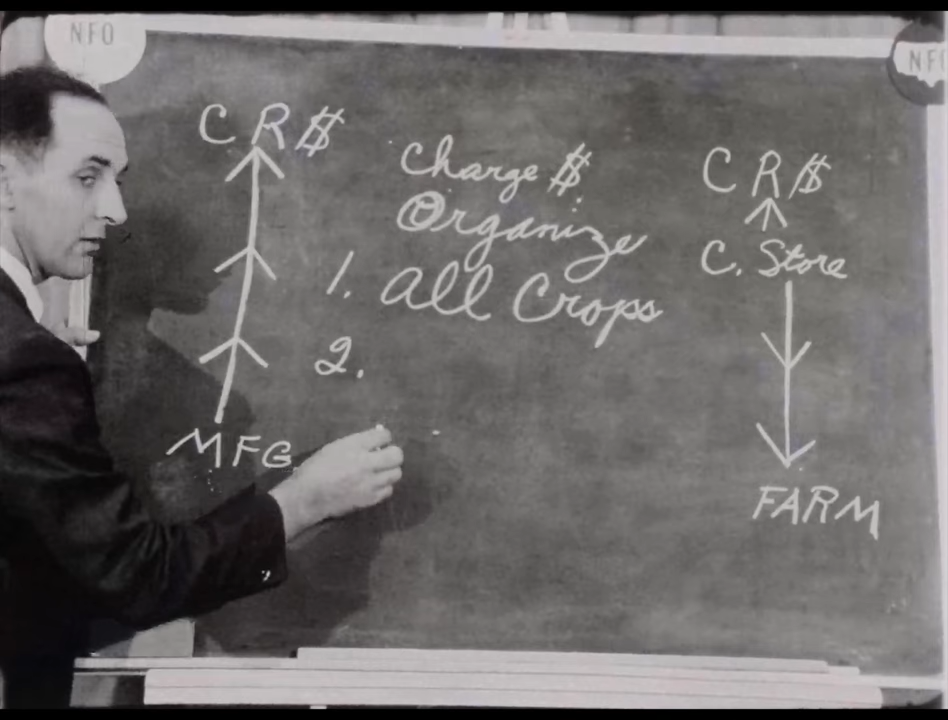 NFO
NFO
CR$
Charge $
Organize
1. All Crops
2.
MFG
CR$
C. Store
FARM